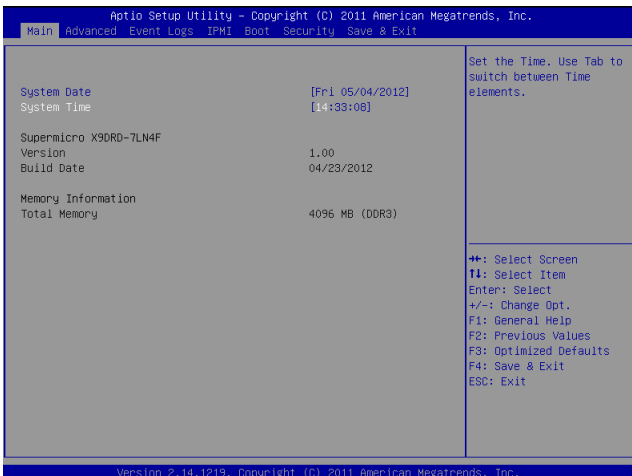 Aptio Setup Utility – Copyright (C) 2011 American Megatrends, Inc.
Main Advanced Event Logs IPMI Boot Security Save & Exit
System Date [Fri 05/04/2012]
System Time [14:33:08]
Supermicro X9DRD-7LN4F
Version 1.00
Build Date 04/23/2012
Memory Information
Total Memory 4096 MB (DDR3)
Set the Time. Use Tab to
switch between Time
elements.
→←: Select Screen
↑↓: Select Item
Enter: Select
+/-: Change Opt.
F1: General Help
F2: Previous Values
F3: Optimized Defaults
F4: Save & Exit
ESC: Exit
Version 2.14.1219. Copyright (C) 2011 American Megatrends, Inc.